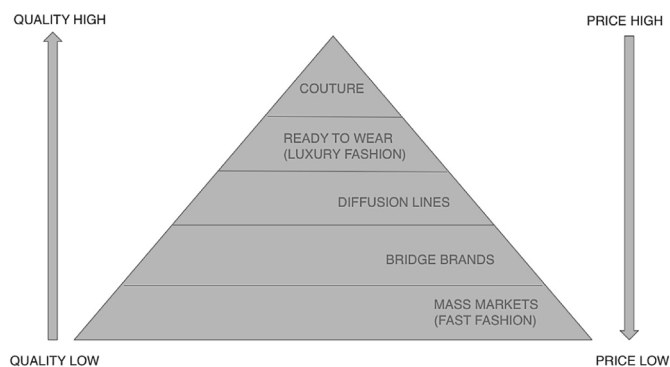 QUALITY HIGH
PRICE HIGH
COUTURE
READY TO WEAR
(LUXURY FASHION)
DIFFUSION LINES
BRIDGE BRANDS
MASS MARKETS
(FAST FASHION)
QUALITY LOW
PRICE LOW